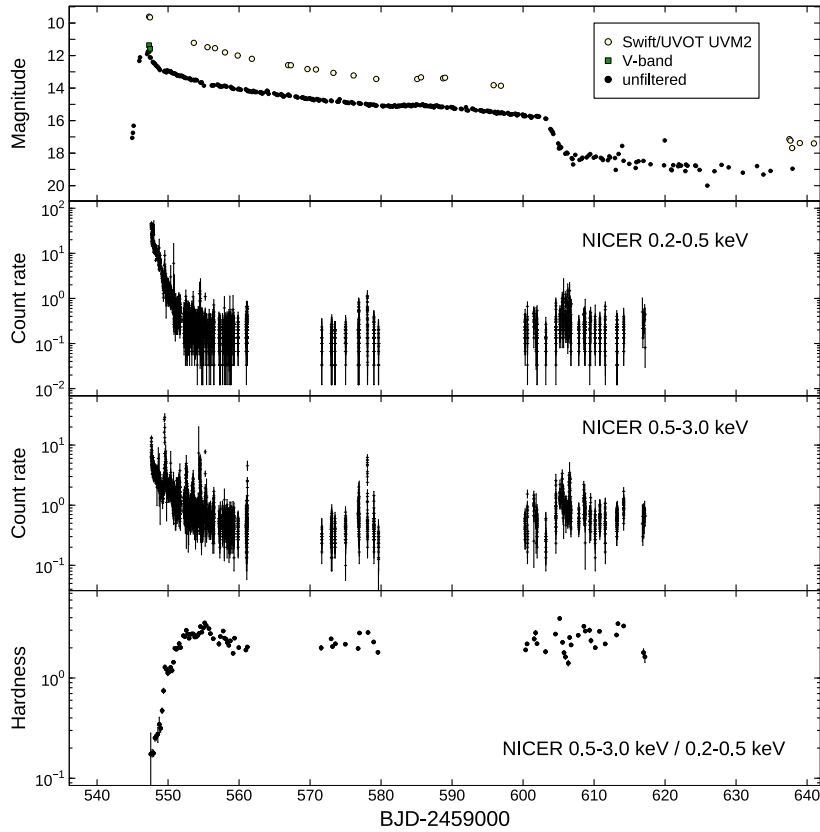 10
12
14
16
18
20
Magnitude
Swift/UVOT UVM2
V-band
unfiltered
10²
10¹
10⁰
10⁻¹
10⁻²
Count rate
NICER 0.2-0.5 keV
10¹
10⁰
10⁻¹
Count rate
NICER 0.5-3.0 keV
10⁰
10⁻¹
Hardness
NICER 0.5-3.0 keV / 0.2-0.5 keV
540 550 560 570 580 590 600 610 620 630 640
BJD-2459000